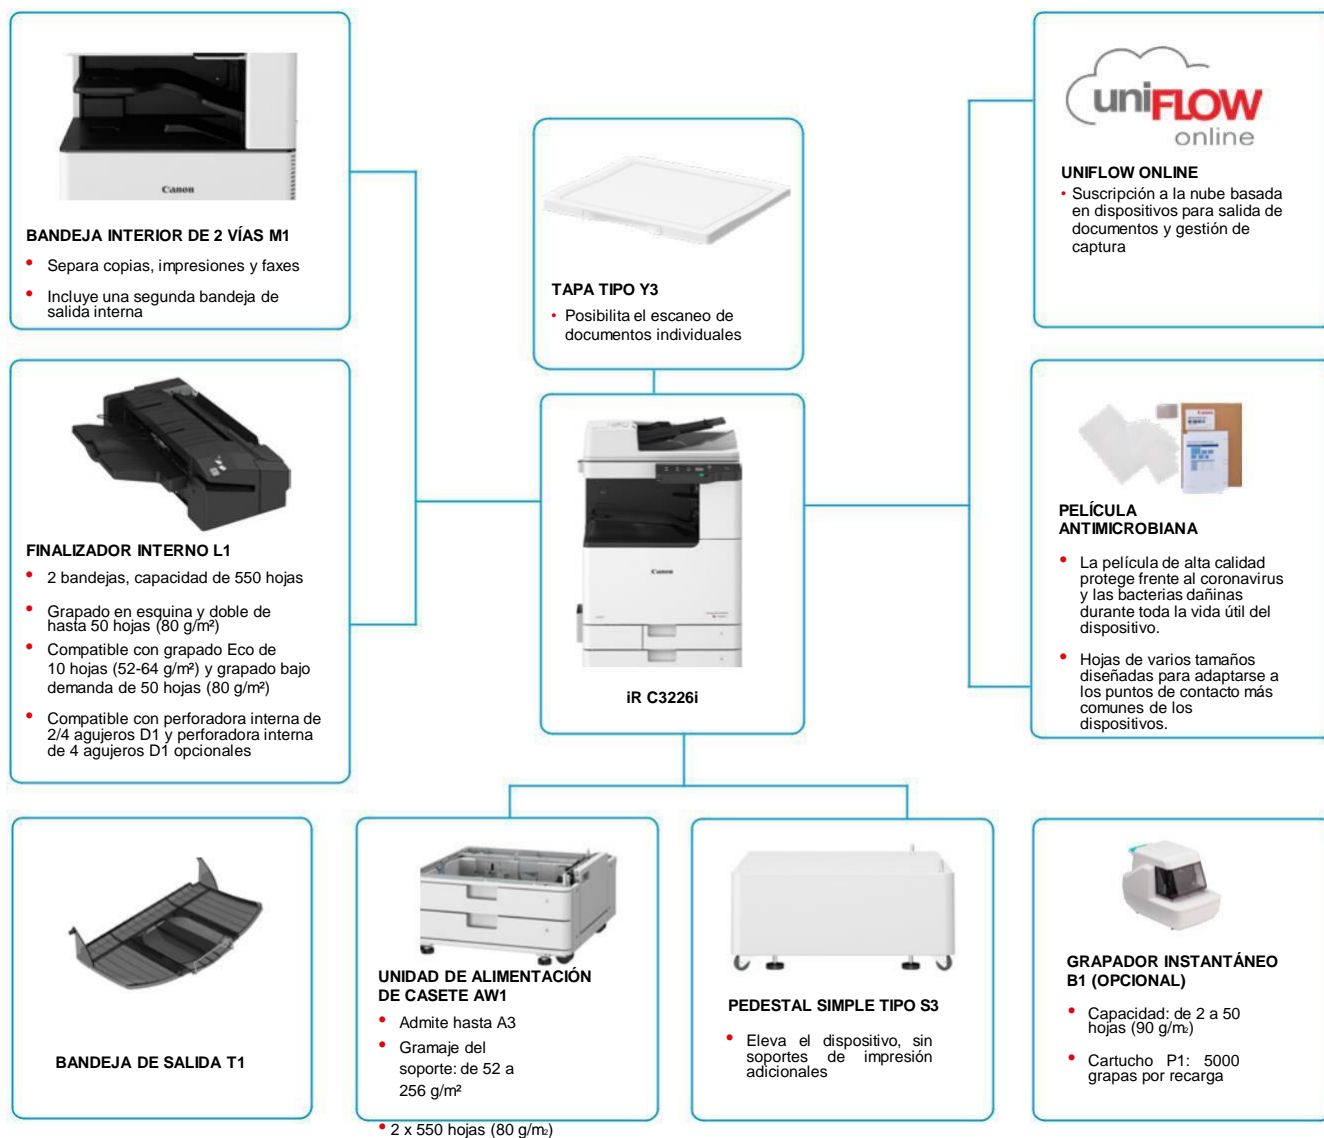 Canon
BANDEJA INTERIOR DE 2 VÍAS M1
• Separa copias, impresiones y faxes
• Incluye una segunda bandeja de
salida interna
TAPA TIPO Y3
• Posibilita el escaneo de
documentos individuales
uniFLOW
online
UNIFLOW ONLINE
• Suscripción a la nube basada
en dispositivos para salida de
documentos y gestión de
captura
FINALIZADOR INTERNO L1
• 2 bandejas, capacidad de 550 hojas
• Grapado en esquina y doble de
hasta 50 hojas (80 g/m²)
• Compatible con grapado Eco de
10 hojas (52-64 g/m²) y grapado bajo
demanda de 50 hojas (80 g/m²)
• Compatible con perforadora interna de
2/4 agujeros D1 y perforadora interna
de 4 agujeros D1 opcionales
Canon
iR C3226i
Canon
PELÍCULA
ANTIMICROBIANA
• La película de alta calidad
protege frente al coronavirus
y las bacterias dañinas
durante toda la vida útil del
dispositivo.
• Hojas de varios tamaños
diseñadas para adaptarse a
los puntos de contacto más
comunes de los
dispositivos.
BANDEJA DE SALIDA T1
UNIDAD DE ALIMENTACIÓN
DE CASETE AW1
• Admite hasta A3
• Gramaje del
soporte: de 52 a
256 g/m²
• 2 x 550 hojas (80 g/m²)
PEDESTAL SIMPLE TIPO S3
• Eleva el dispositivo, sin
soportes de impresión
adicionales
GRAPADOR INSTANTÁNEO
B1 (OPCIONAL)
• Capacidad: de 2 a 50
hojas (90 g/m²)
• Cartucho P1: 5000
grapas por recarga